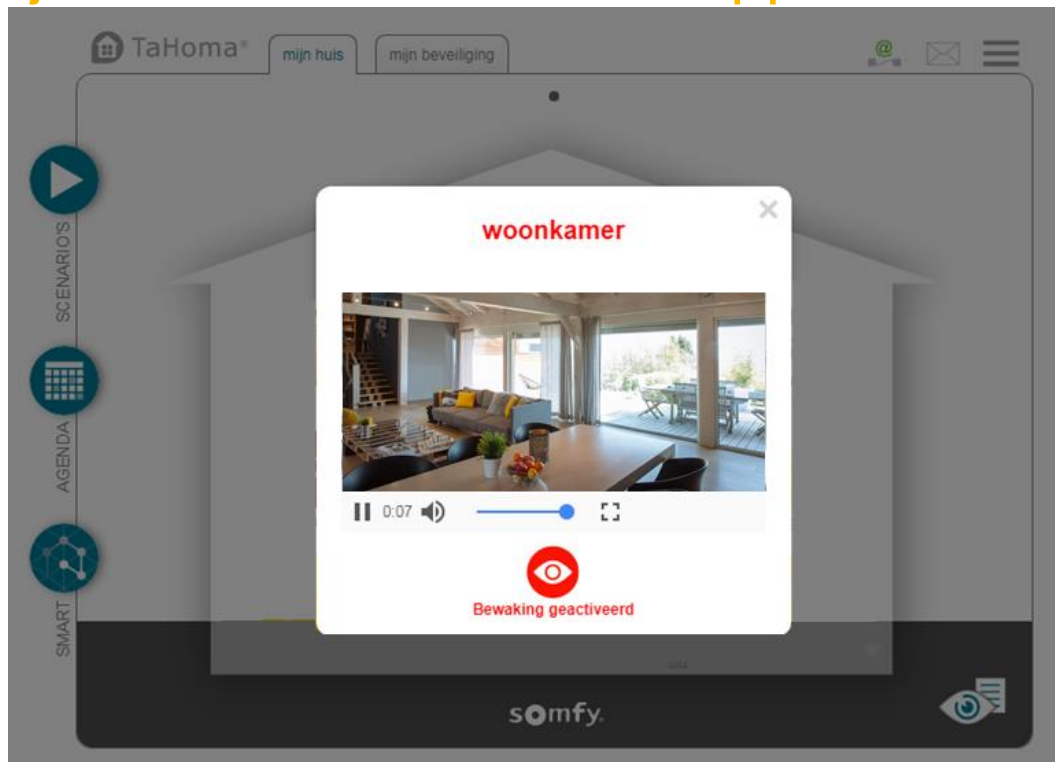 TaHoma®
mijn huis
mijn beveiliging
@
SCENARIO'S
AGENDA
SMART
woonkamer
0:07
Bewaking geactiveerd
somfy.